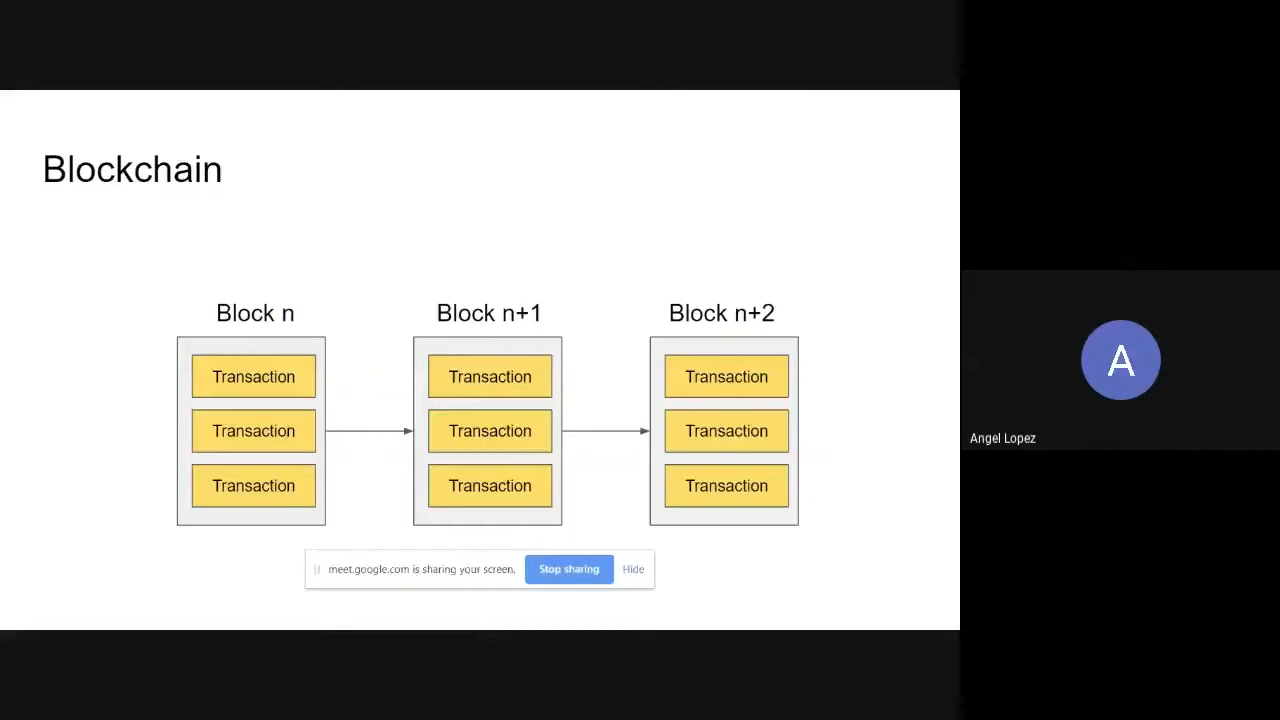 Blockchain
Block n
Block n+1
Block n+2
Transaction
Transaction
Transaction
Transaction
Transaction
Transaction
Transaction
Transaction
Transaction
meet.google.com is sharing your screen.
Stop sharing
Hide
A
Angel Lopez